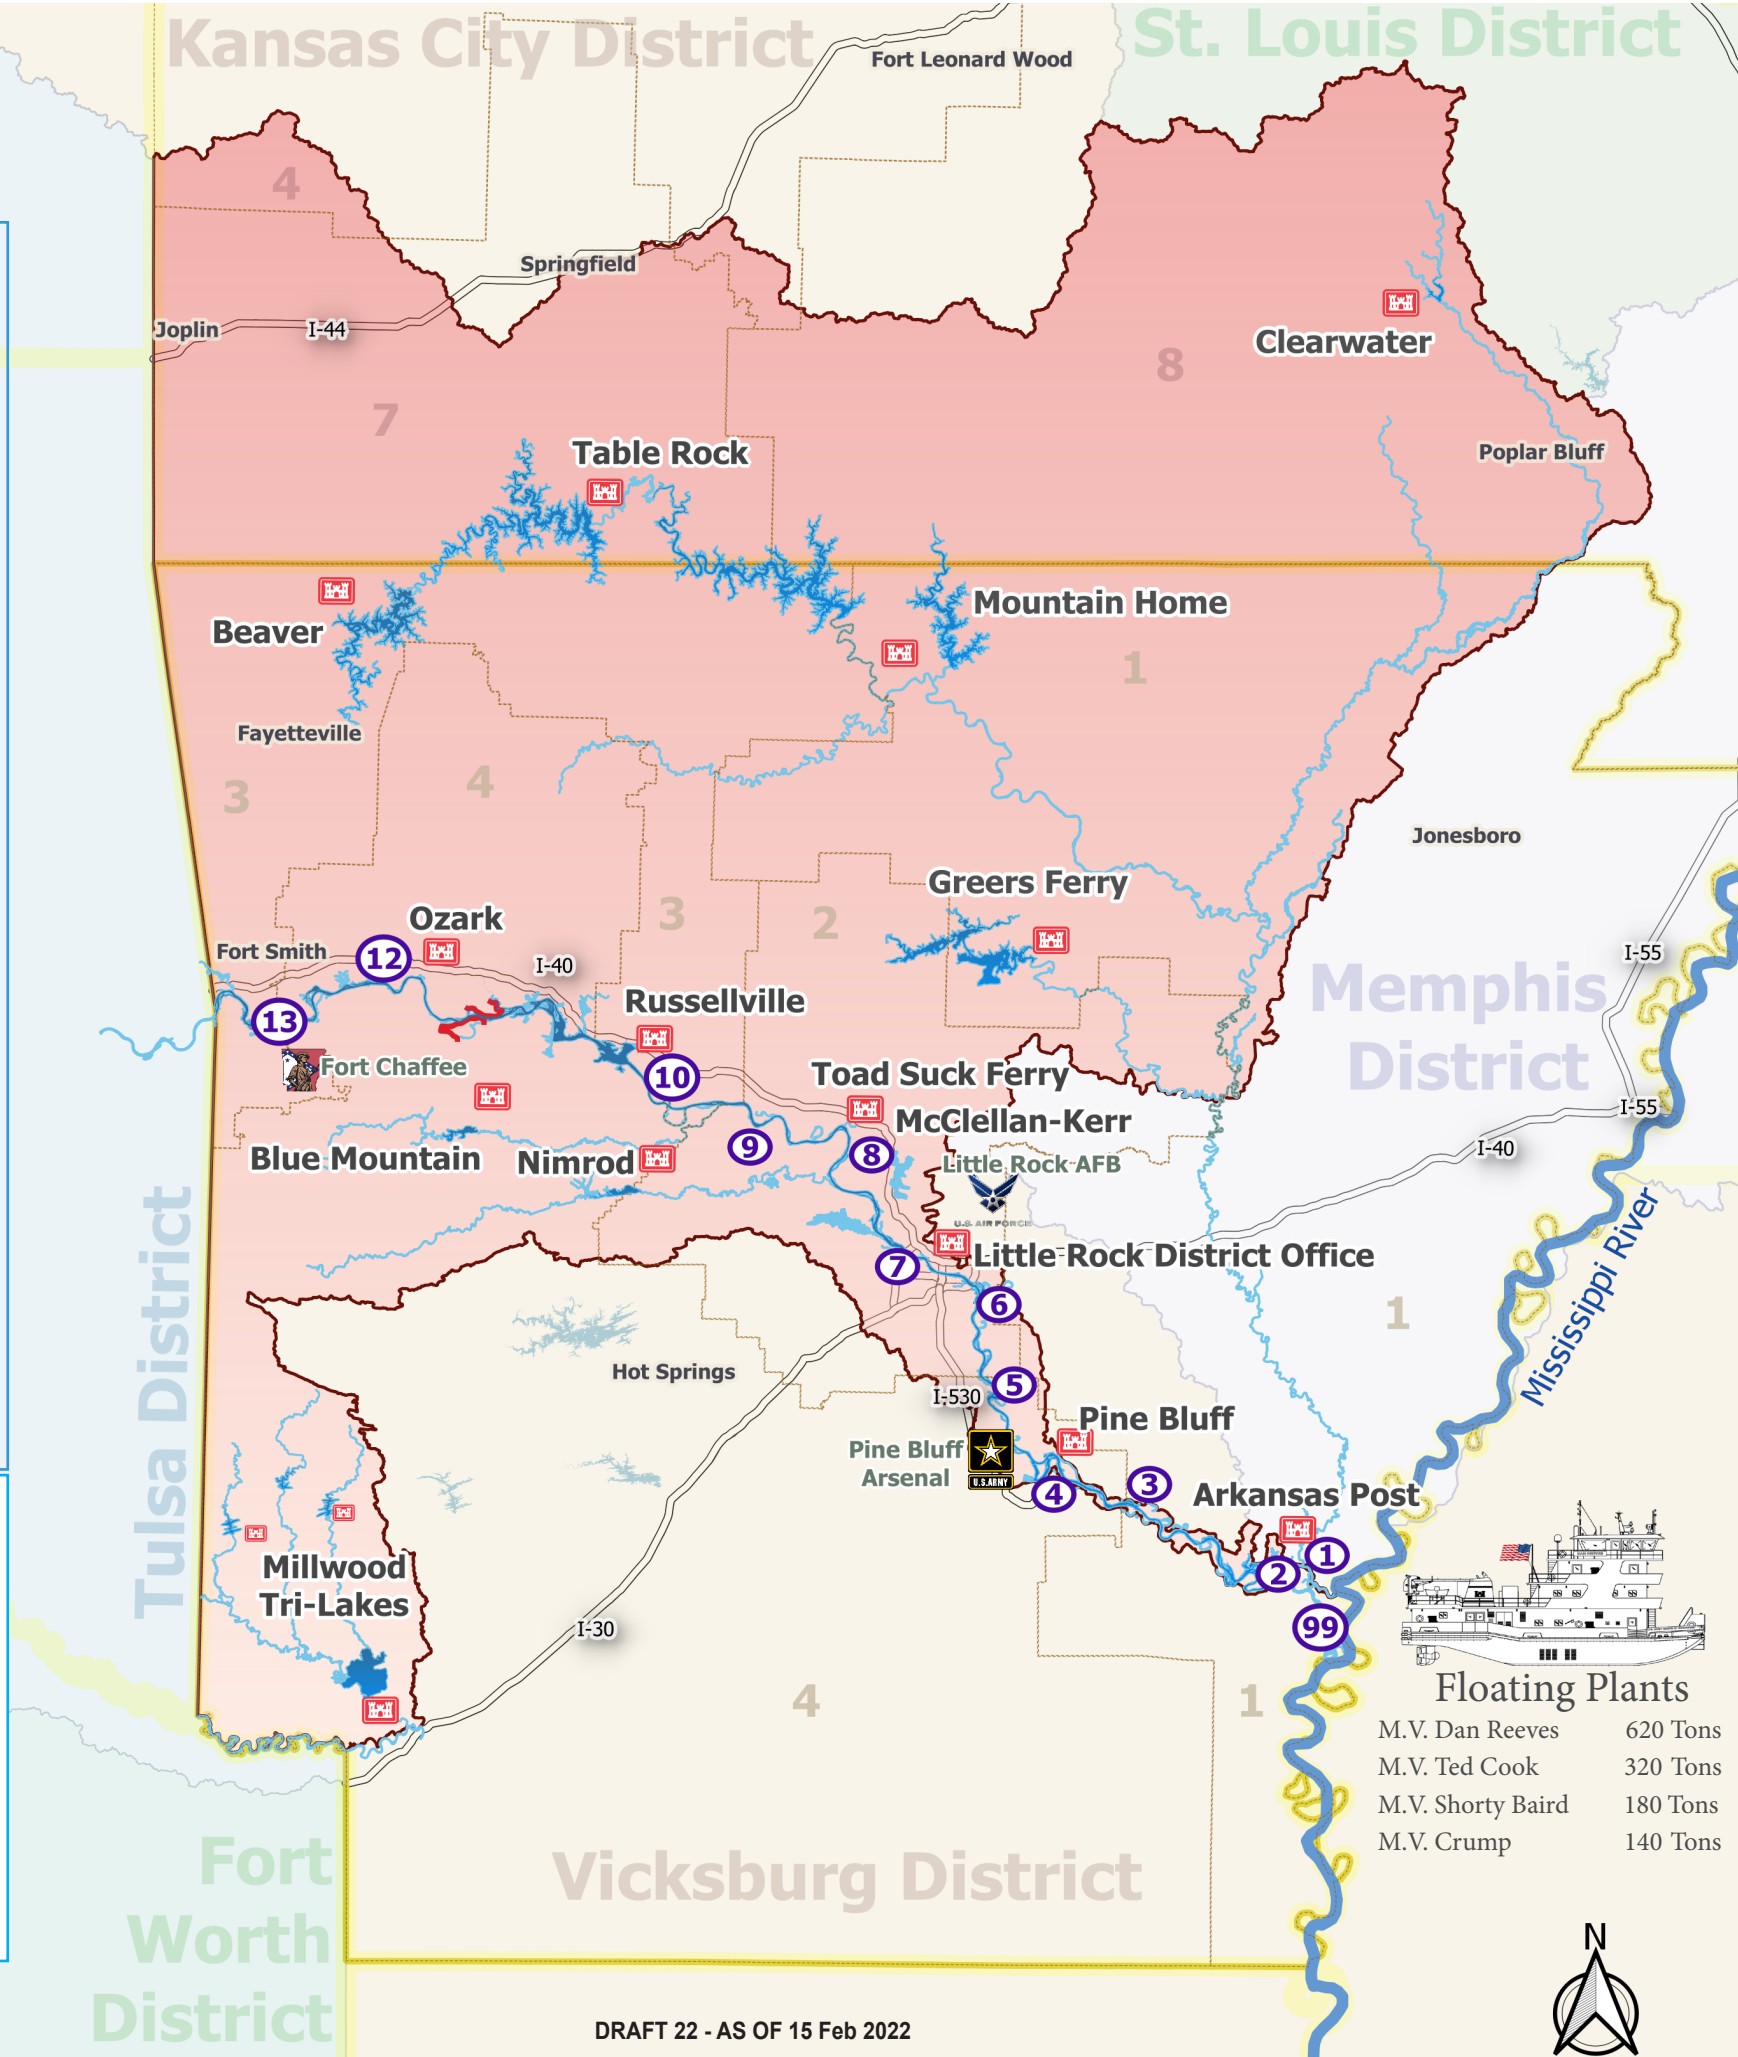 Kansas City District
St. Louis District
Fort Leonard Wood
4
Springfield
Joplin
I-44
Clearwater
8
7
Table Rock
Poplar Bluff
Beaver
Mountain Home
1
Fayetteville
3
4
Jonesboro
Greers Ferry
Ozark
3
2
Fort Smith
12
I-40
I-55
Memphis
District
Russellville
13
Fort Chaffee
10
Toad Suck Ferry
McClellan-Kerr
I-55
I-40
9
8
Blue Mountain
Nimrod
Little Rock AFB
U.S. AIR FORCE
Little Rock District Office
7
6
1
Mississippi River
Tulsa District
Hot Springs
5
I-530
Pine Bluff
Pine Bluff
Arsenal
U.S.ARMY
4
3
Arkansas Post
1
2
Millwood
Tri-Lakes
I-30
99
4
1
Floating Plants
M.V. Dan Reeves 620 Tons
M.V. Ted Cook 320 Tons
M.V. Shorty Baird 180 Tons
M.V. Crump 140 Tons
Fort
Worth
District
Vicksburg District
N
DRAFT 22 - AS OF 15 Feb 2022